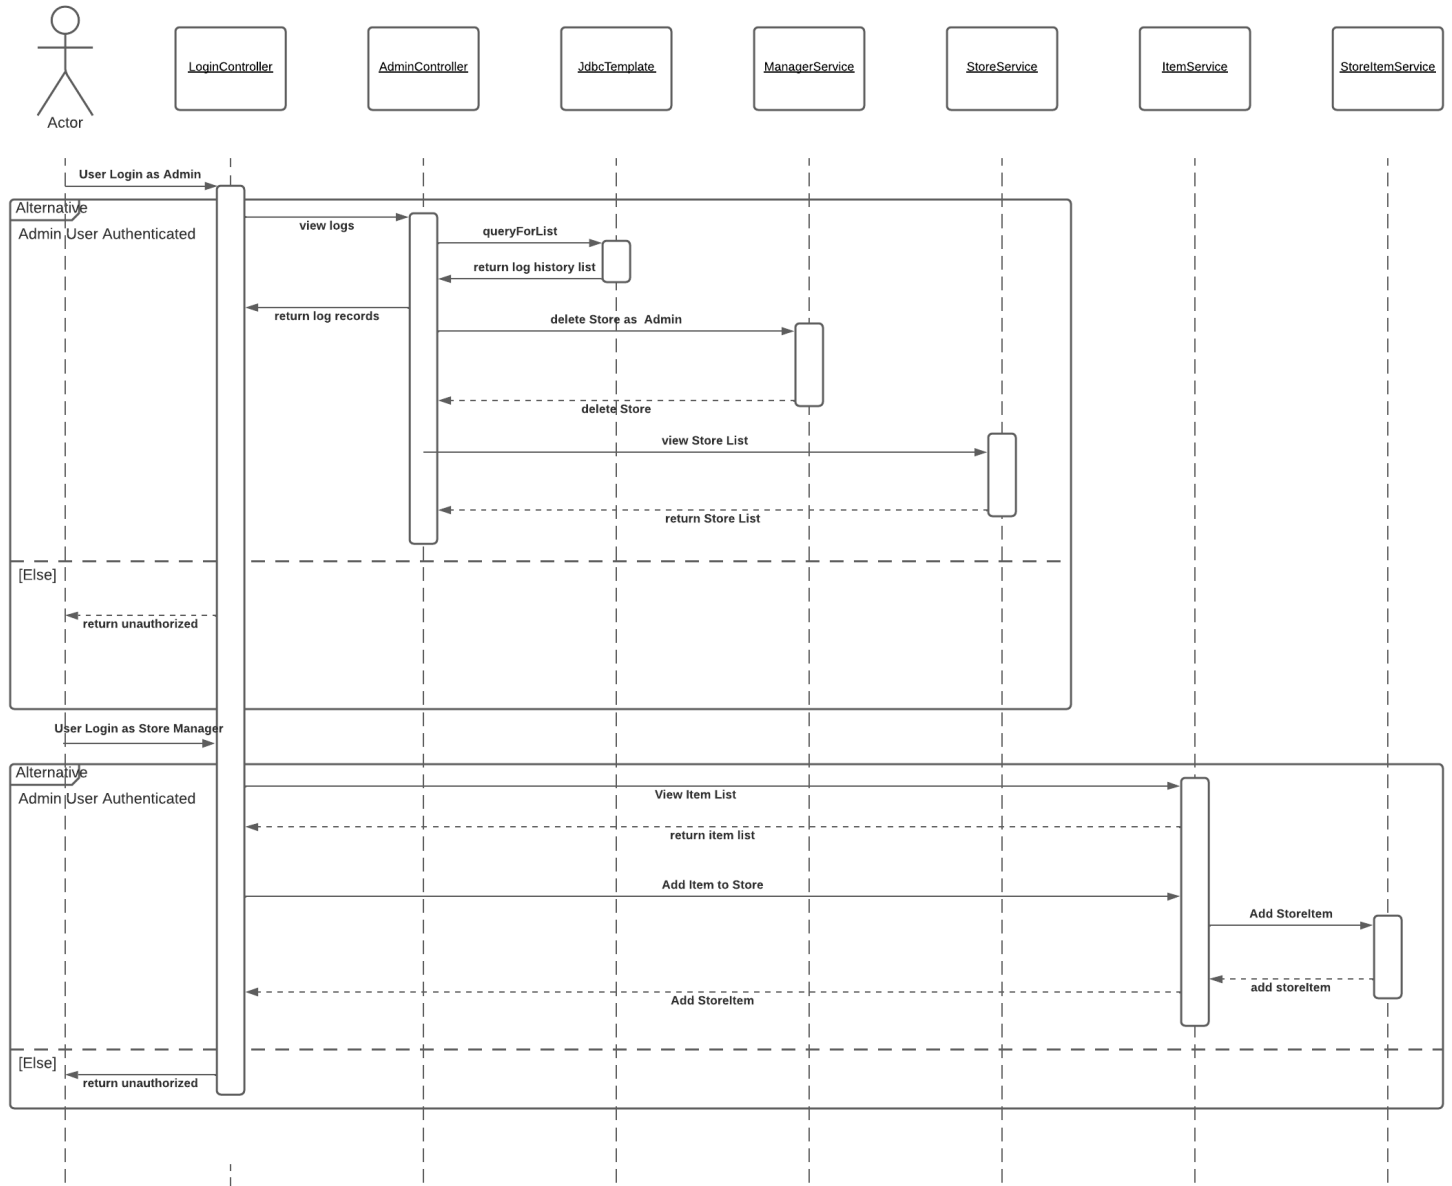 Actor
LoginController
AdminController
JdbcTemplate
ManagerService
StoreService
ItemService
StoreItemService
User Login as Admin
Alternative
Admin User Authenticated
view logs
queryForList
return log history list
return log records
delete Store as  Admin
delete Store
view Store List
return Store List
[Else]
return unauthorized
User Login as Store Manager
Alternative
Admin User Authenticated
View Item List
return item list
Add Item to Store
Add StoreItem
add storeItem
Add StoreItem
[Else]
return unauthorized